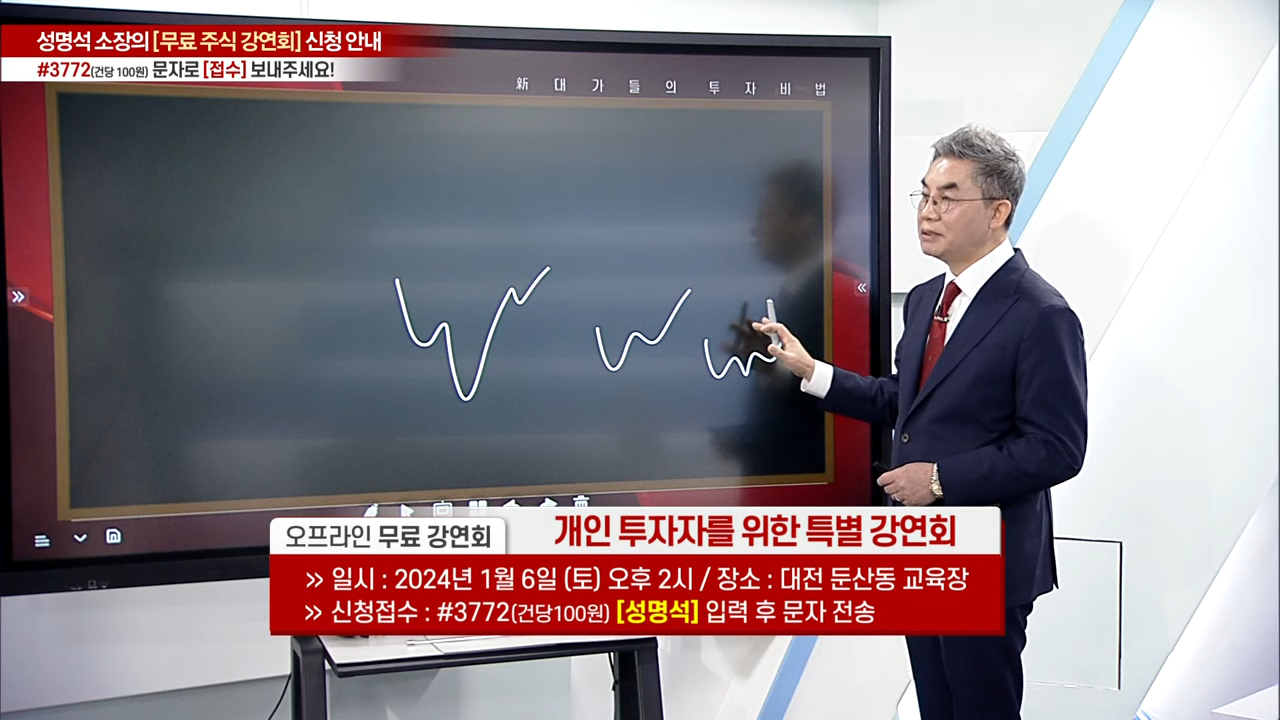 성명석 소장의 [무료 주식 강연회] 신청 안내
#3772(건당 100원) 문자로 [접수] 보내주세요!
新 대가들의 투자비법
오프라인 무료 강연회
개인 투자자를 위한 특별 강연회
» 일시 : 2024년 1월 6일 (토) 오후 2시 / 장소 : 대전 둔산동 교육장
» 신청접수 : #3772(건당100원) [성명석] 입력 후 문자 전송